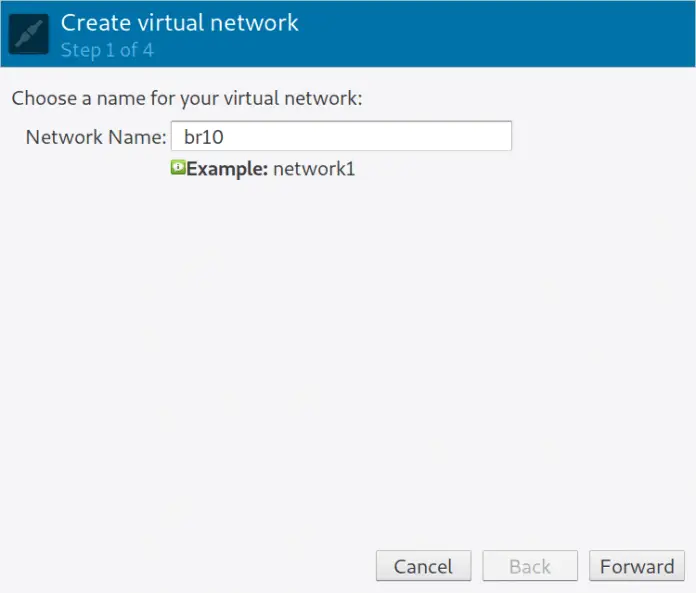 Create virtual network
Step 1 of 4
Choose a name for your virtual network:
Network Name: br10
Example: network1
Cancel Back Forward